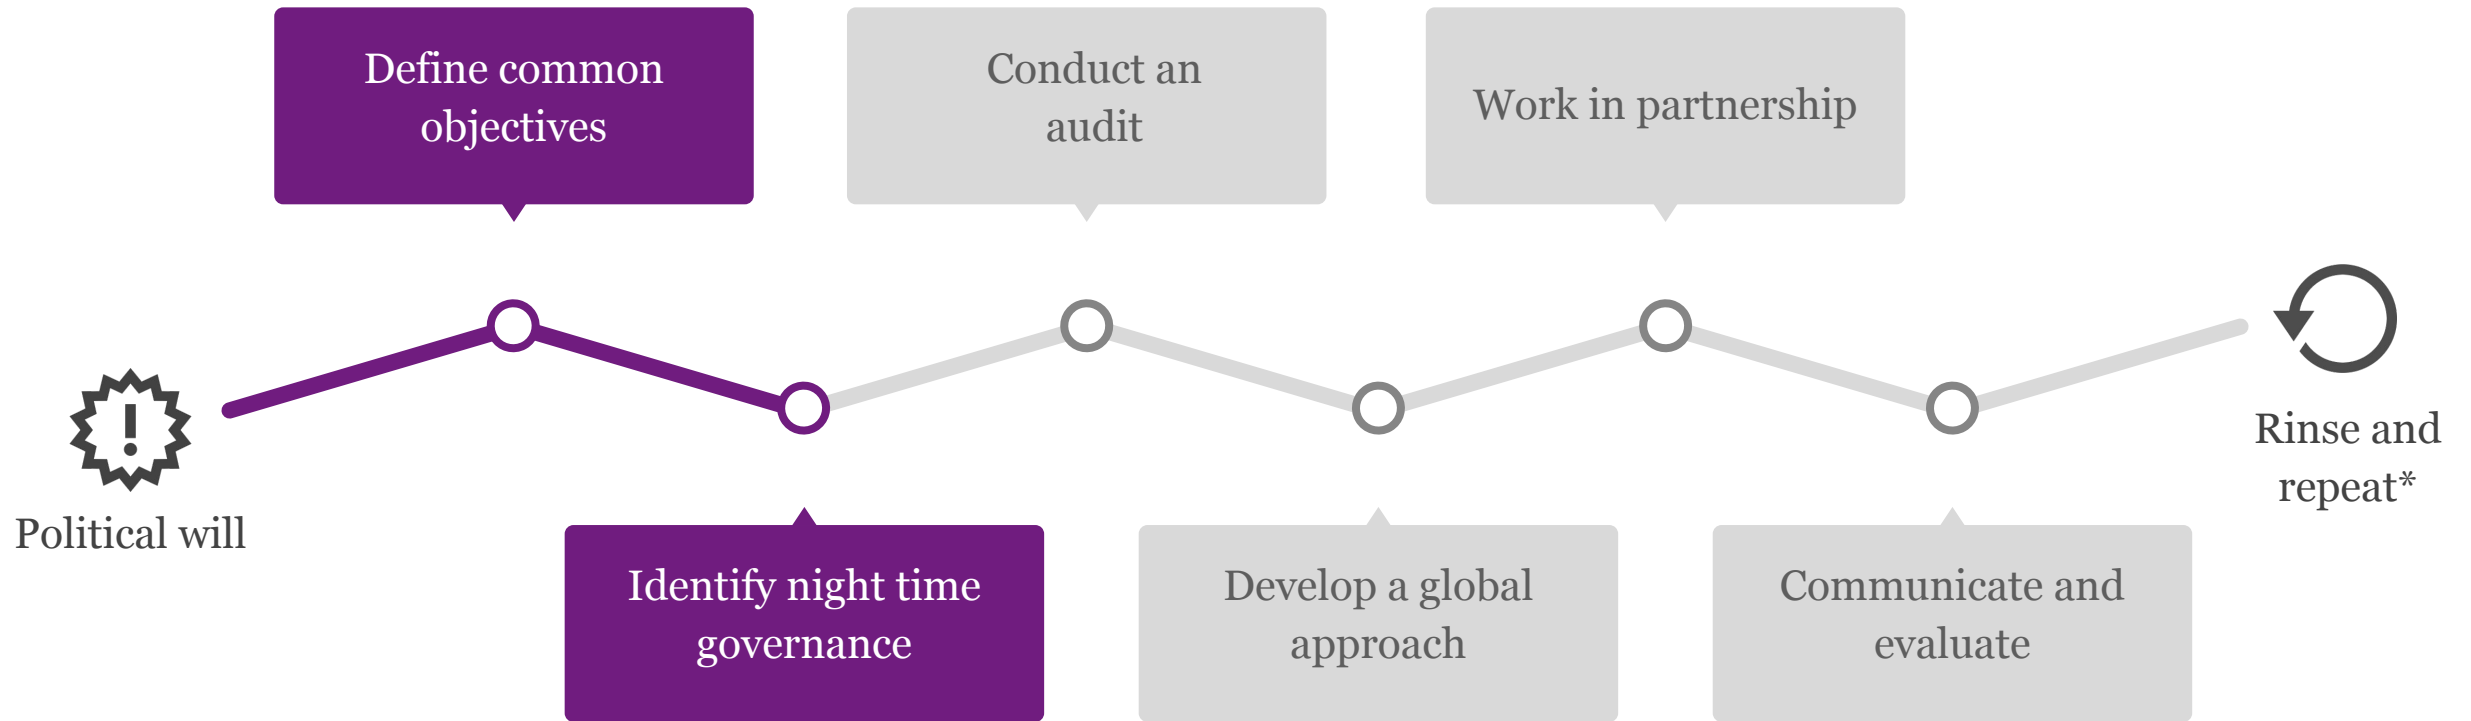 Define common
objectives
Conduct an
audit
Work in partnership
Political will
Rinse and
repeat*
Identify night time
governance
Develop a global
approach
Communicate and
evaluate